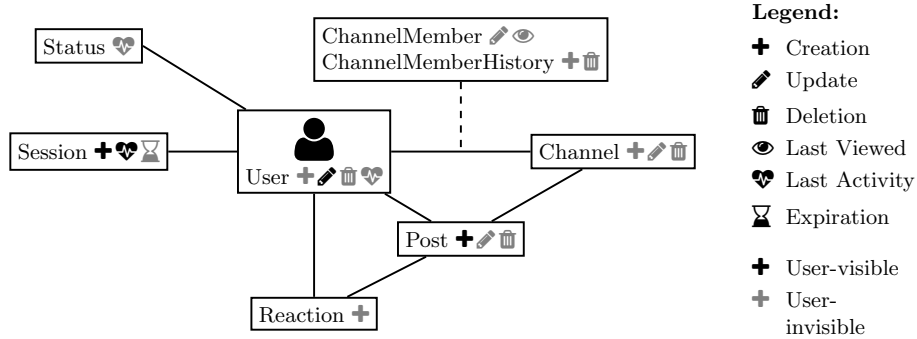 Status
ChannelMember
ChannelMemberHistory
Session
User
Channel
Post
Reaction
Legend:
Creation
Update
Deletion
Last Viewed
Last Activity
Expiration
User-visible
User-
invisible